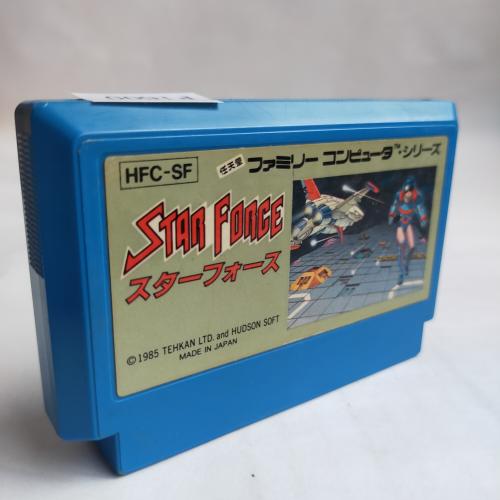 HFC-SF
任天堂 ファミリー コンピュータ™シリーズ
STAR FORCE
スターフォース
©1985 TEHKAN LTD. and HUDSON SOFT
MADE IN JAPAN